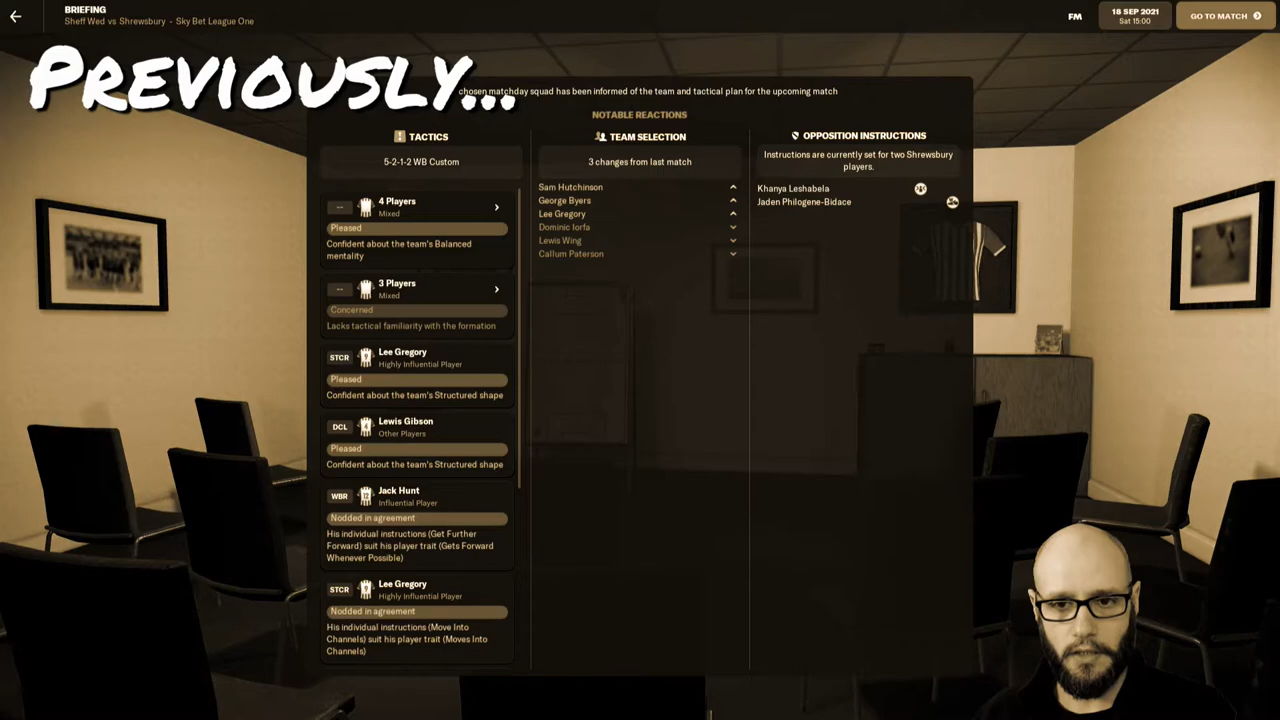 BRIEFING
Sheff Wed vs Shrewsbury - Sky Bet League One
FM
18 SEP 2021
Sat 15:00
GO TO MATCH
PREVIOUSLY...
chosen matchday squad has been informed of the team and tactical plan for the upcoming match
NOTABLE REACTIONS
TACTICS
5-2-1-2 WB Custom
-- 4 Players
Mixed
Pleased
Confident about the team's Balanced
mentality
-- 3 Players
Mixed
Concerned
Lacks tactical familiarity with the formation
STCR Lee Gregory
Highly Influential Player
Pleased
Confident about the team's Structured shape
DCL Lewis Gibson
Other Players
Pleased
Confident about the team's Structured shape
WBR Jack Hunt
Influential Player
Nodded in agreement
His individual instructions (Get Further
Forward) suit his player trait (Gets Forward
Whenever Possible)
STCR Lee Gregory
Highly Influential Player
Nodded in agreement
His individual instructions (Move Into
Channels) suit his player trait (Moves Into
Channels)
TEAM SELECTION
3 changes from last match
Sam Hutchinson
George Byers
Lee Gregory
Dominic Iorfa
Lewis Wing
Callum Paterson
OPPOSITION INSTRUCTIONS
Instructions are currently set for two Shrewsbury
players.
Khanya Leshabela
Jaden Philogene-Bidace